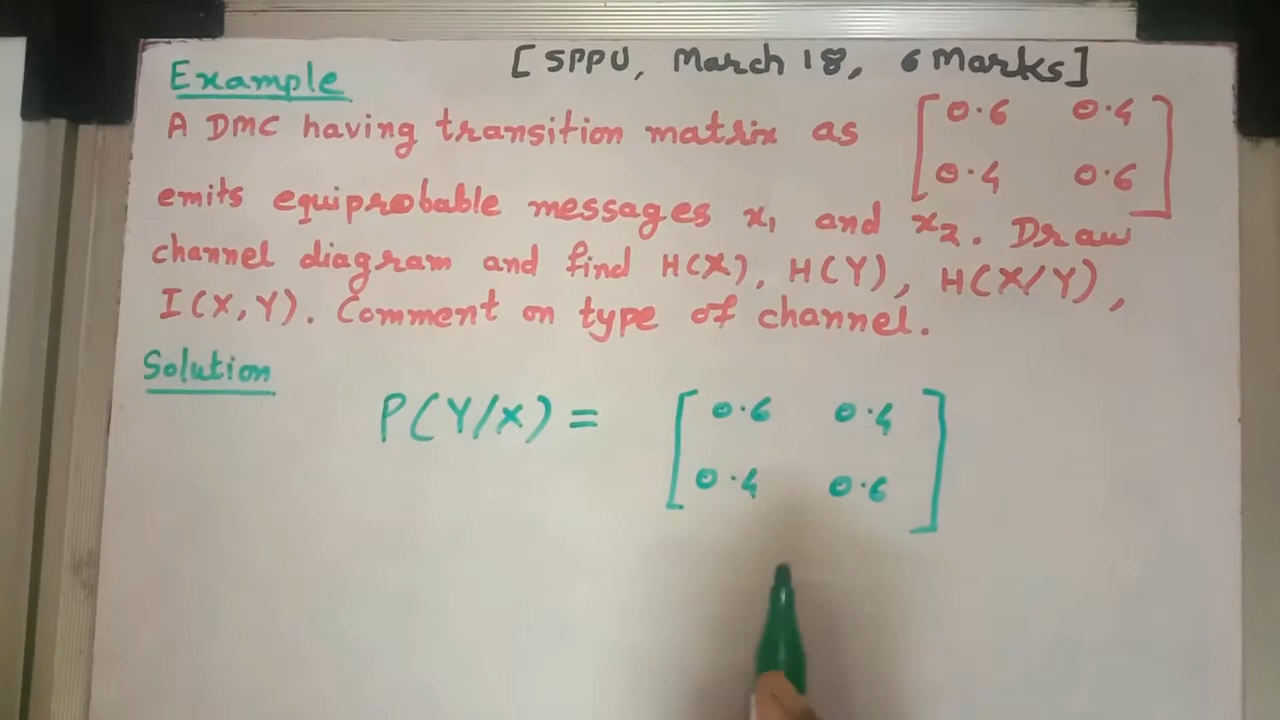 [SPPU, March 18, 6 Marks]
Example
A DMC having transition matrix as [0.6 0.4
0.4 0.6]
emits equiprobable messages x₁ and x₂. Draw
channel diagram and find H(X), H(Y), H(X/Y),
I(X,Y). Comment on type of channel.
Solution
P(Y/X) = [0.6 0.4
0.4 0.6]